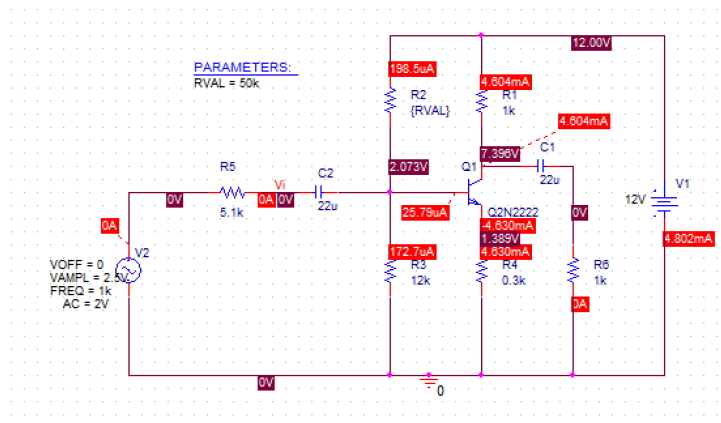 12.00V
PARAMETERS:
RVAL = 50k
198.5uA
4.604mA
R2
{RVAL}
R1
1k
4.604mA
2.073V
7.396V
C1
22u
R5
5.1k
0V
Vi
0A
0V
C2
22u
Q1
Q2N2222
25.79uA
-4.630mA
1.389V
4.630mA
0V
V1
12V
4.802mA
0A
V2
VOFF = 0
VAMPL = 2.5V
FREQ = 1k
AC = 2V
172.7uA
R3
12k
R4
0.3k
R6
1k
0A
0V
0